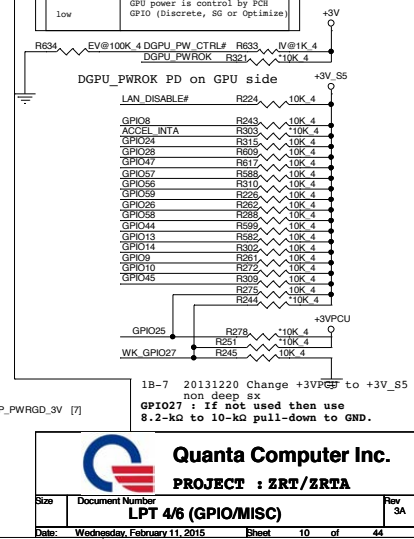 GPU power is control by PCH
low GPIO (Discrete, SG or Optimize)
+3V
R634 EV@100K_4 DGPU_PW_CTRL# R633 IV@1K_4
DGPU_PWROK R321 *10K_4
DGPU_PWROK PD on GPU side
+3V_S5
LAN_DISABLE# R224 10K_4
GPIO8 R243 10K_4
ACCEL_INTA R303 *10K_4
GPIO24 R315 10K_4
GPIO28 R609 10K_4
GPIO47 R617 10K_4
GPIO57 R588 10K_4
GPIO56 R310 10K_4
GPIO59 R226 10K_4
GPIO26 R262 10K_4
GPIO58 R288 10K_4
GPIO44 R599 10K_4
GPIO13 R582 10K_4
GPIO14 R302 10K_4
GPIO9 R261 10K_4
GPIO10 R272 10K_4
GPIO45 R309 10K_4
R275 10K_4
R244 *10K_4
+3VPCU
GPIO25 R278 *10K_4
R251 *10K_4
WK_GPIO27 R245 10K_4
1B-7 20131220 Change +3VPCU to +3V_S5
non deep sx
P_PWRGD_3V [7]
GPIO27 : If not used then use
8.2-kΩ to 10-kΩ pull-down to GND.
Quanta Computer Inc.
PROJECT : ZRT/ZRTA
Size Document Number Rev
LPT 4/6 (GPIO/MISC) 3A
Date: Wednesday, February 11, 2015 Sheet 10 of 44